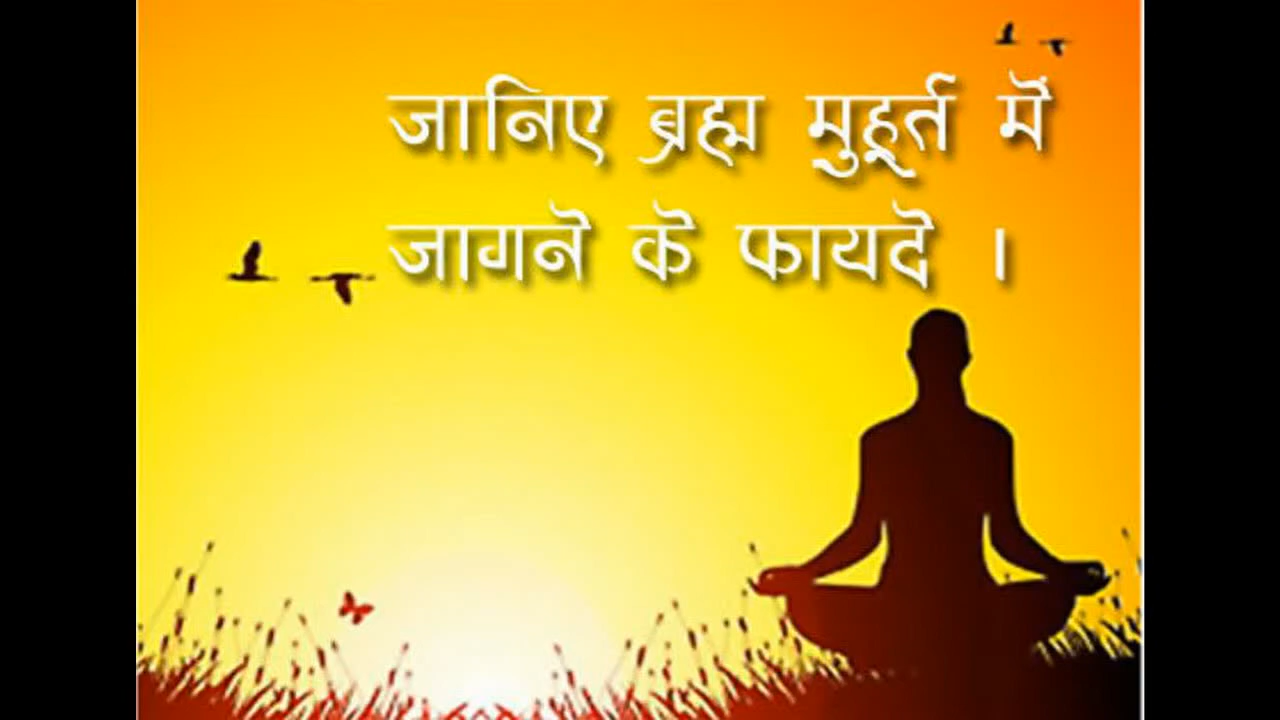 जानिए ब्रह्म मुहूर्त में
जागने के फायदे ।